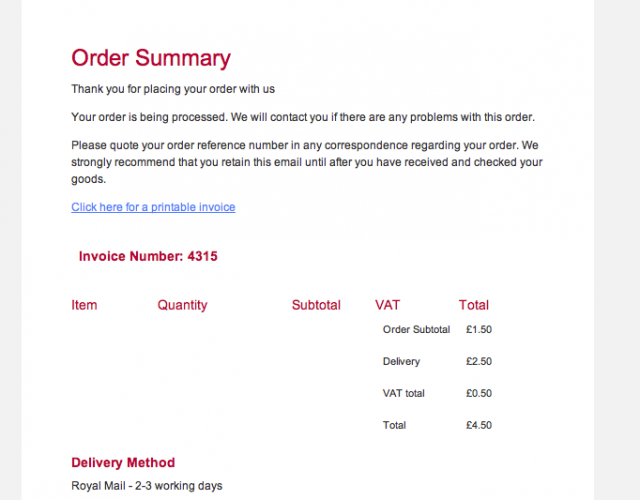 Order Summary
Thank you for placing your order with us
Your order is being processed. We will contact you if there are any problems with this order.
Please quote your order reference number in any correspondence regarding your order. We
strongly recommend that you retain this email until after you have received and checked your
goods.
Click here for a printable invoice
Invoice Number: 4315
Item Quantity Subtotal VAT Total
Order Subtotal £1.50
Delivery £2.50
VAT total £0.50
Total £4.50
Delivery Method
Royal Mail - 2-3 working days